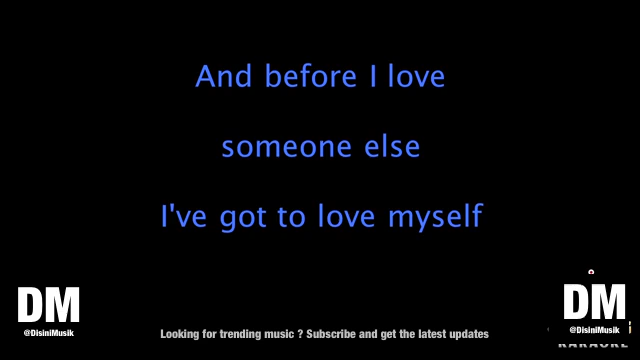 And before I love
someone else
I've got to love myself
DM
@DisiniMusik
DM
@DisiniMusik
Looking for trending music ? Subscribe and get the latest updates
KARAOKE